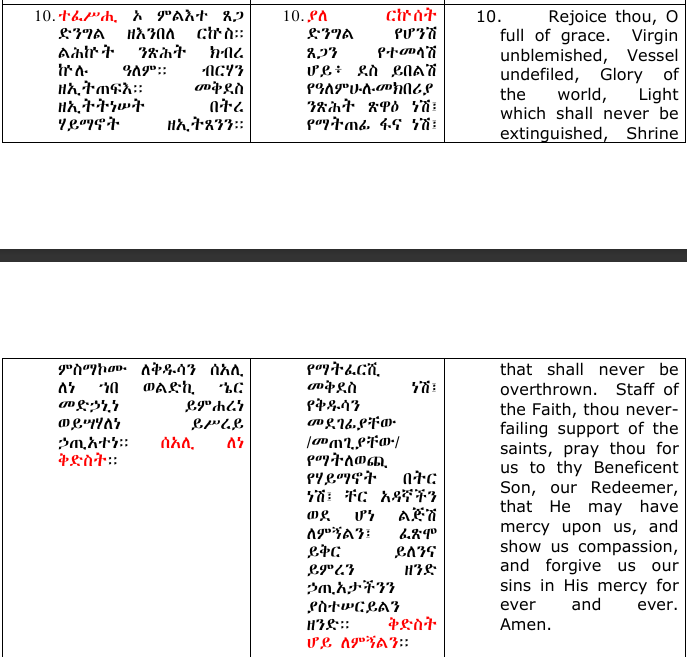 10. ተፈሥሒ ኦ ምልእተ ጸጋ
ድንግል ዘእንበለ ርኵስ።
ልሕኵት ንጽሕት ክብረ
ኵሉ ዓለም። ብርሃን
ዘኢትጠፍእ። መቅደስ
ዘኢትትነሠት በትረ
ሃይማኖት ዘኢትጸንን።
10. ያለ ርኵሰት
ድንግል የሆንሽ
ጸጋን የተመላሽ
ሆይ፥ ደስ ይበልሽ
የዓለምሁሉመክበሪያ
ንጽሕት ጽዋዕ ነሽ፤
የማትጠፊ ፋና ነሽ፤
10. Rejoice thou, O
full of grace. Virgin
unblemished, Vessel
undefiled, Glory of
the world, Light
which shall never be
extinguished, Shrine
ምስማኮሙ ለቅዱሳን ሰአሊ
ለነ ኀበ ወልድኪ ኄር
መድኃኒነ ይምሐረነ
ወይሣሃለነ ይሥረይ
ኃጢአተነ። ሰአሊ ለነ
ቅድስት።
የማትፈርሺ
መቅደስ ነሽ፤
የቅዱሳን
መደገፊያቸው
/መጠጊያቸው/
የማትለወጪ
የሃይማኖት በትር
ነሽ፤ ቸር አዳኛችን
ወደ ሆነ ልጅሽ
ለምኝልን፤ ፈጽሞ
ይቅር ይለንና
ይምረን ዘንድ
ኃጢአታችንን
ያስተሠርይልን
ዘንድ። ቅድስት
ሆይ ለምኝልን።
that shall never be
overthrown. Staff of
the Faith, thou never-
failing support of the
saints, pray thou for
us to thy Beneficent
Son, our Redeemer,
that He may have
mercy upon us, and
show us compassion,
and forgive us our
sins in His mercy for
ever and ever.
Amen.